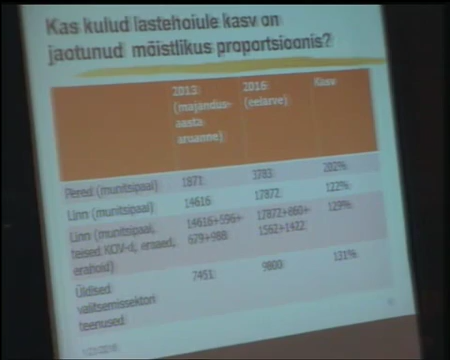 Kas kulud lastehoiule kasv on
jaotunud mõistlikus proportsioonis?
2013 (majandus-aasta aruanne) 2016 (eelarve) Kasv
Pered (munitsipaal) 1871 3783 202%
Linn (munitsipaal) 14616 17872 122%
Linn (munitsipaal, 14616+596+ 17872+860+ 129%
teised KOV-d, eraaed, 679+988 1562+1422
erahoid)
Üldised 7451 9800 131%
valitsemissektori
teenused